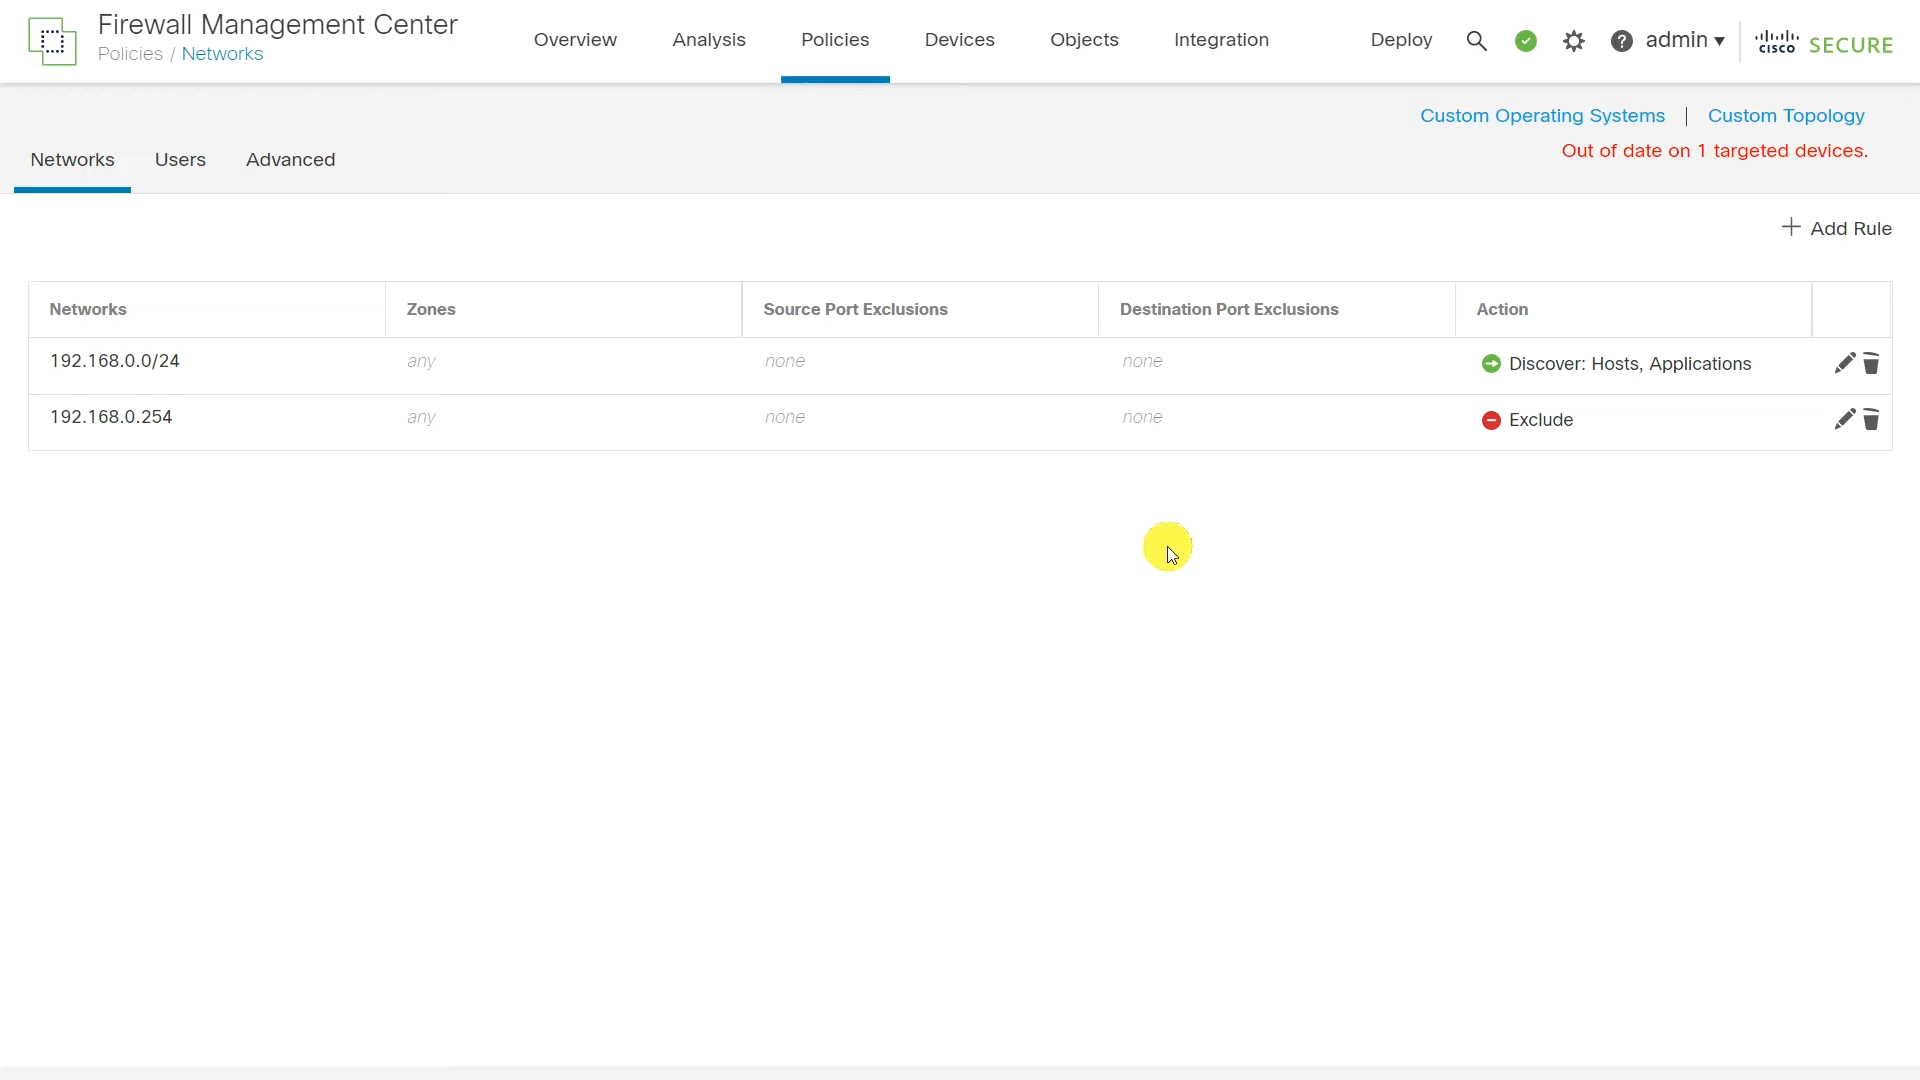 Firewall Management Center
Policies / Networks
Overview
Analysis
Policies
Devices
Objects
Integration
Deploy
admin
cisco SECURE
Custom Operating Systems | Custom Topology
Out of date on 1 targeted devices.
Networks
Users
Advanced
Add Rule
Networks Zones Source Port Exclusions Destination Port Exclusions Action
192.168.0.0/24 any none none Discover: Hosts, Applications
192.168.0.254 any none none Exclude